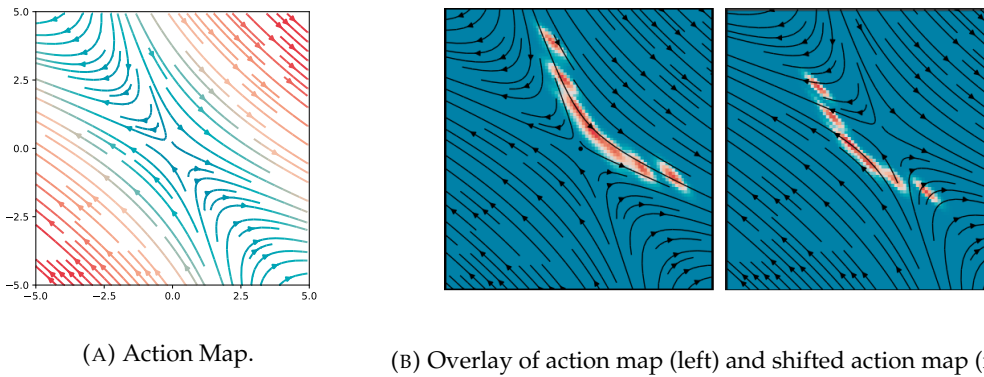 5.0
2.5
0.0
−2.5
−5.0
−5.0 −2.5 0.0 2.5 5.0
(A) Action Map.
(B) Overlay of action map (left) and shifted action map (